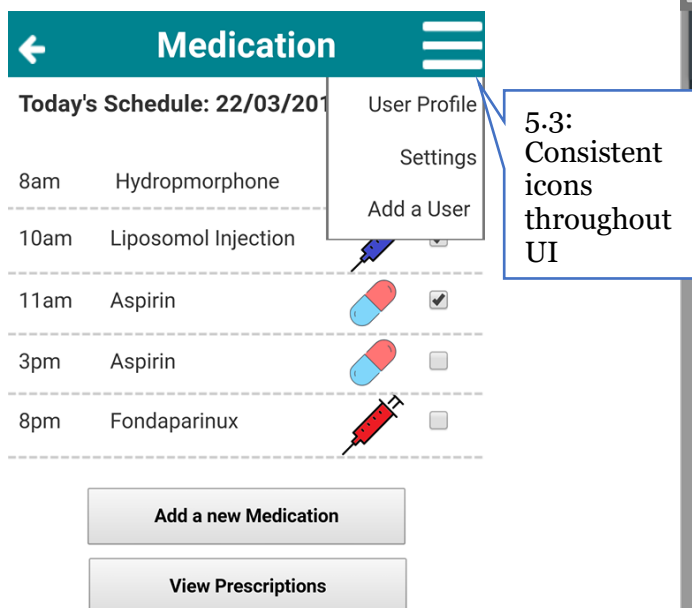 Medication
Today's Schedule: 22/03/201
User Profile
Settings
Add a User
5.3:
Consistent
icons
throughout
UI
8am Hydropmorphone
10am Liposomol Injection
11am Aspirin
3pm Aspirin
8pm Fondaparinux
Add a new Medication
View Prescriptions